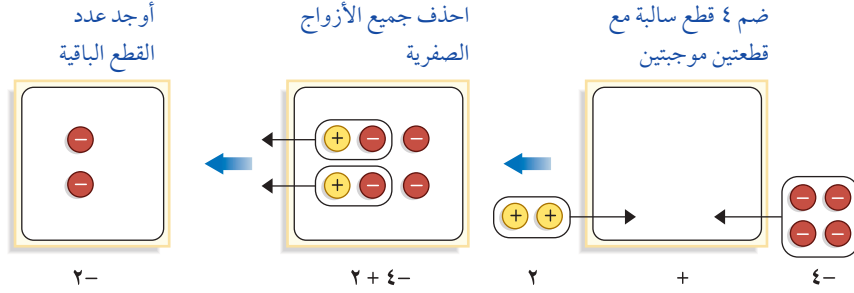 ضم ٤ قطع سالبة مع
قطعتين موجبتين
احذف جميع الأزواج
الصفرية
أوجد عدد
القطع الباقية
−٤ + ٢
−٤ + ٢
−٢